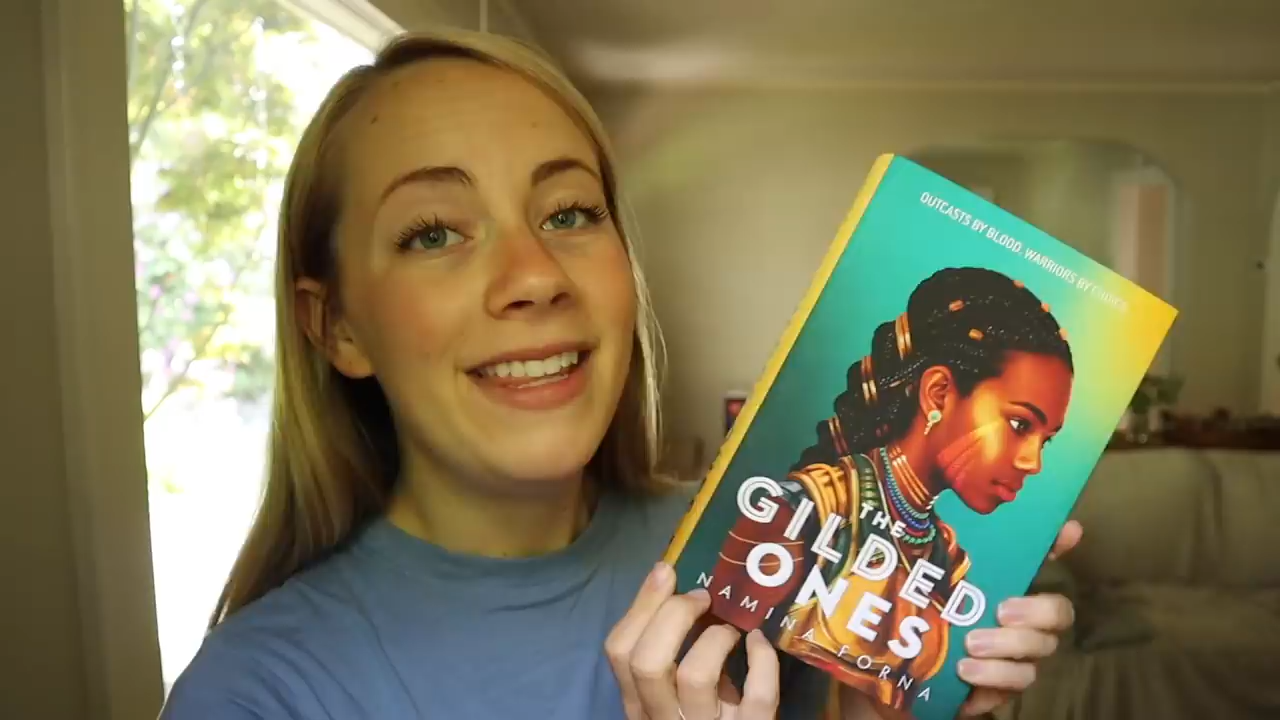 OUTCASTS BY BLOOD. WARRIORS BY CHOICE.
THE
GILDED
ONES
NAMINA FORNA